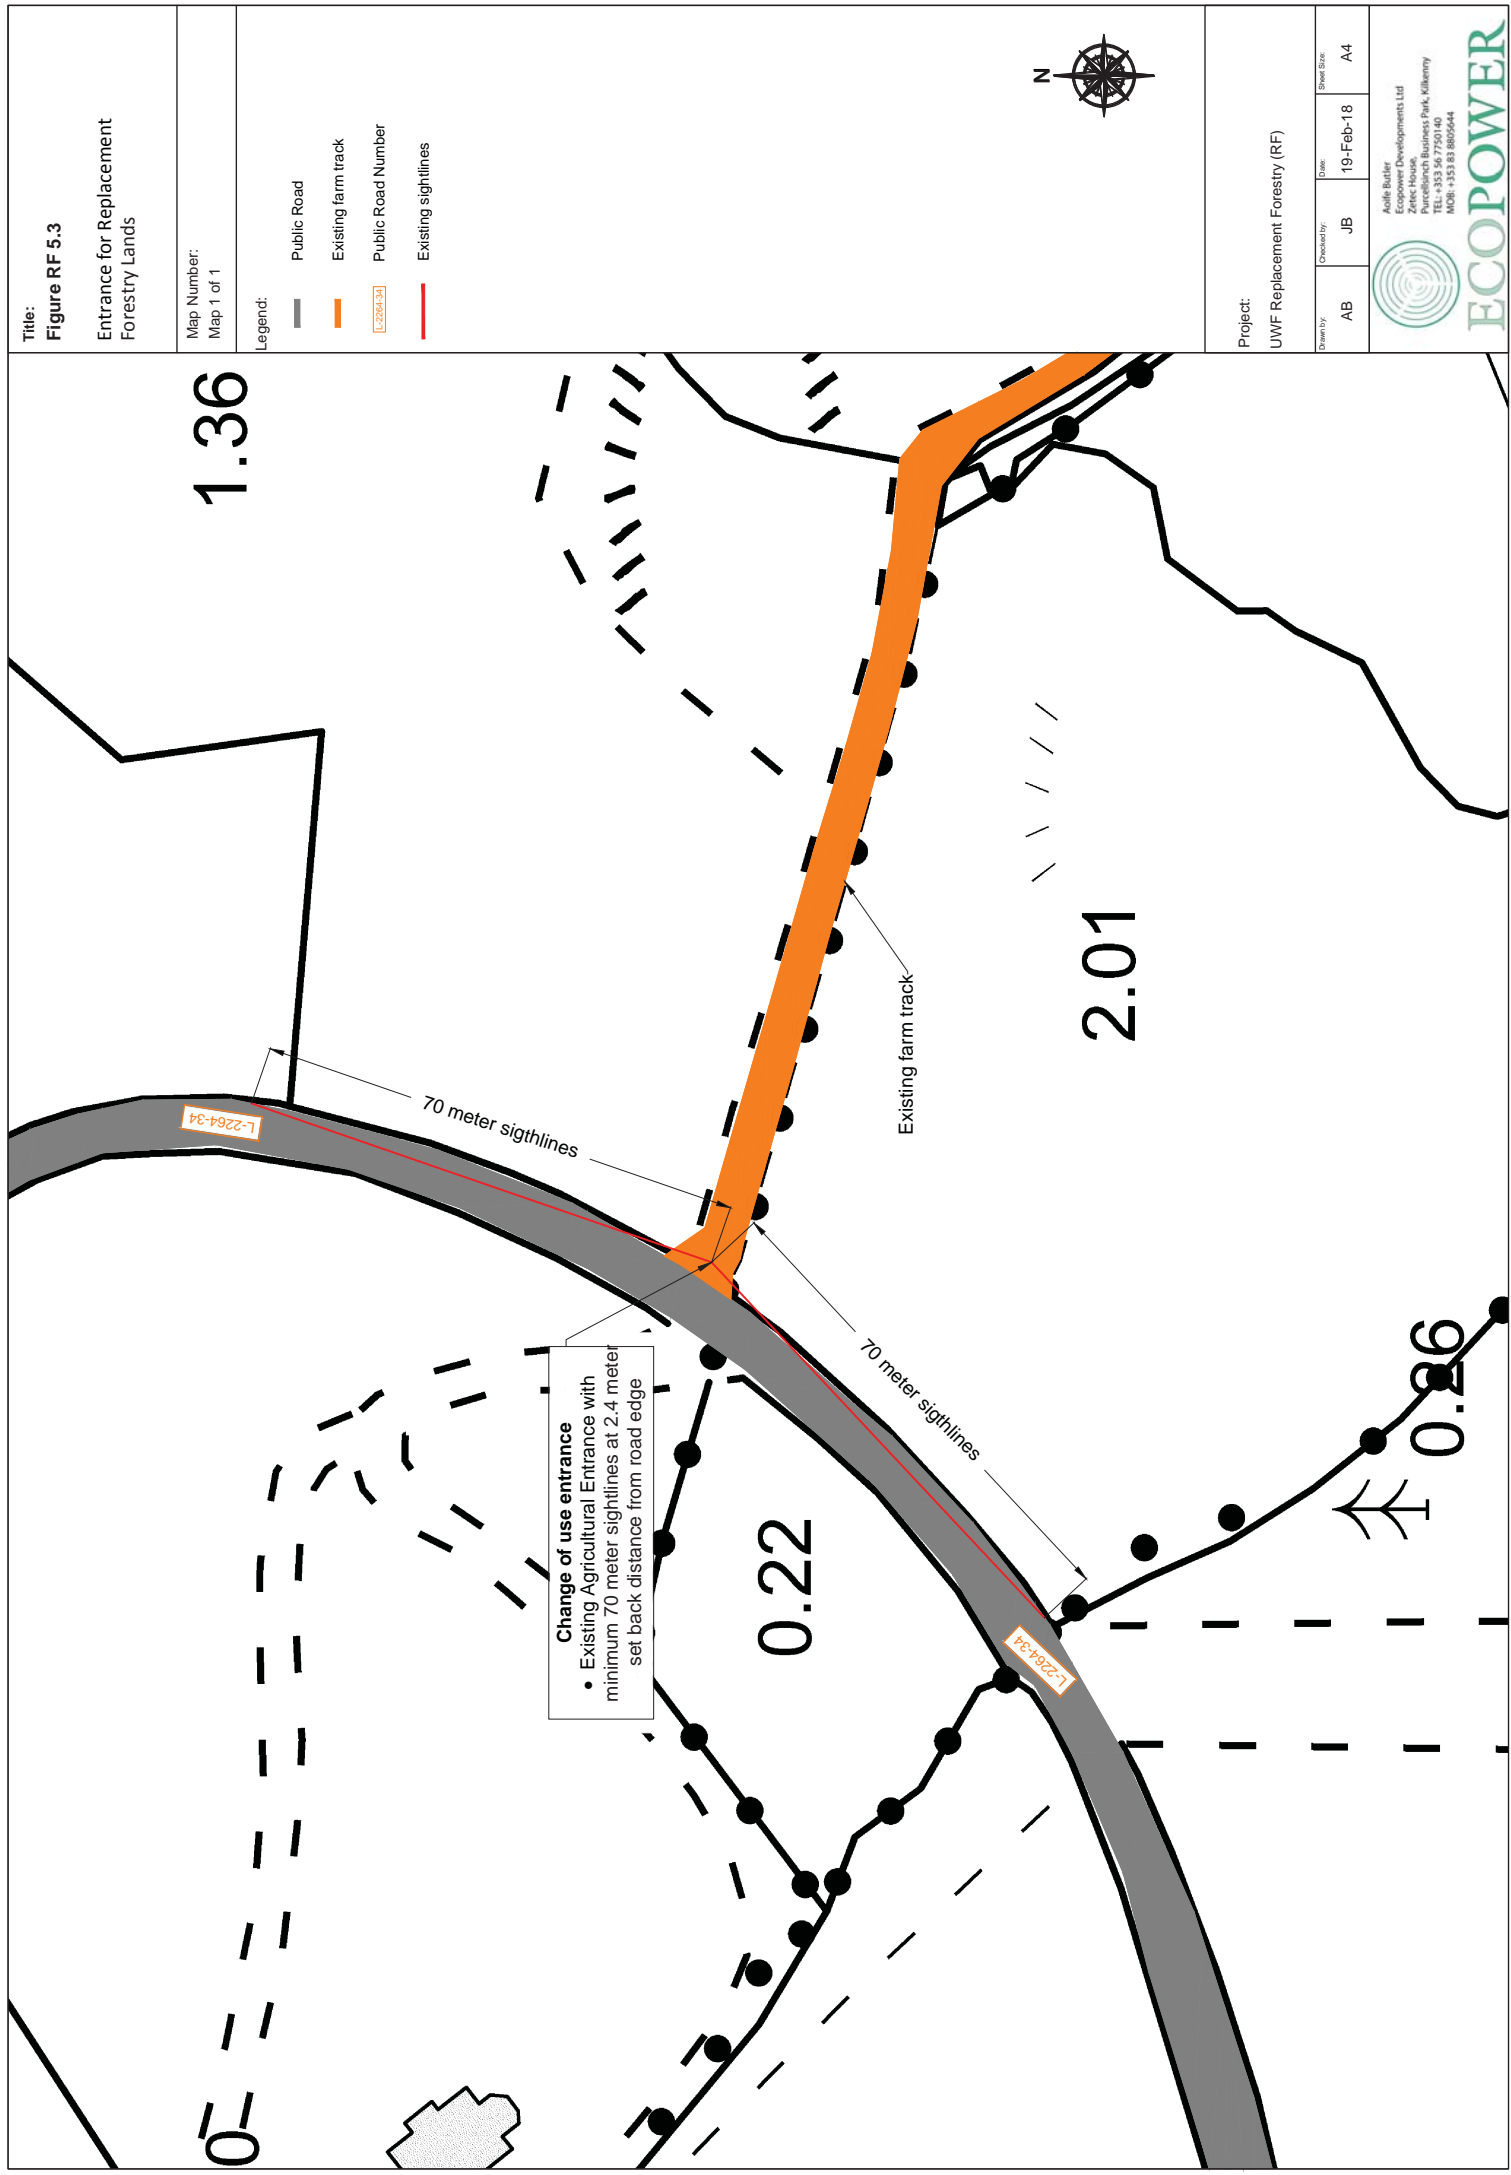 Title:
Figure RF 5.3
Entrance for Replacement
Forestry Lands
Map Number:
Map 1 of 1
Legend:
Public Road
Existing farm track
L-2264-34
Public Road Number
Existing sightlines
N
Project:
UWF Replacement Forestry (RF)
Drawn by:
AB
Checked by:
JB
Date:
19-Feb-18
Sheet Size:
A4
Aoife Butler
Ecopower Developments Ltd
Zetec House,
Purcellsinch Business Park, Kilkenny
TEL: +353 56 7750140
MOB: +353 83 8805644
ECOPOWER
1.36
L-2264-34
70 meter sigthlines
Existing farm track
2.01
Change of use entrance
• Existing Agricultural Entrance with
minimum 70 meter sightlines at 2.4 meter
set back distance from road edge
70 meter sigthlines
0.22
0.26
L-2264-34
0